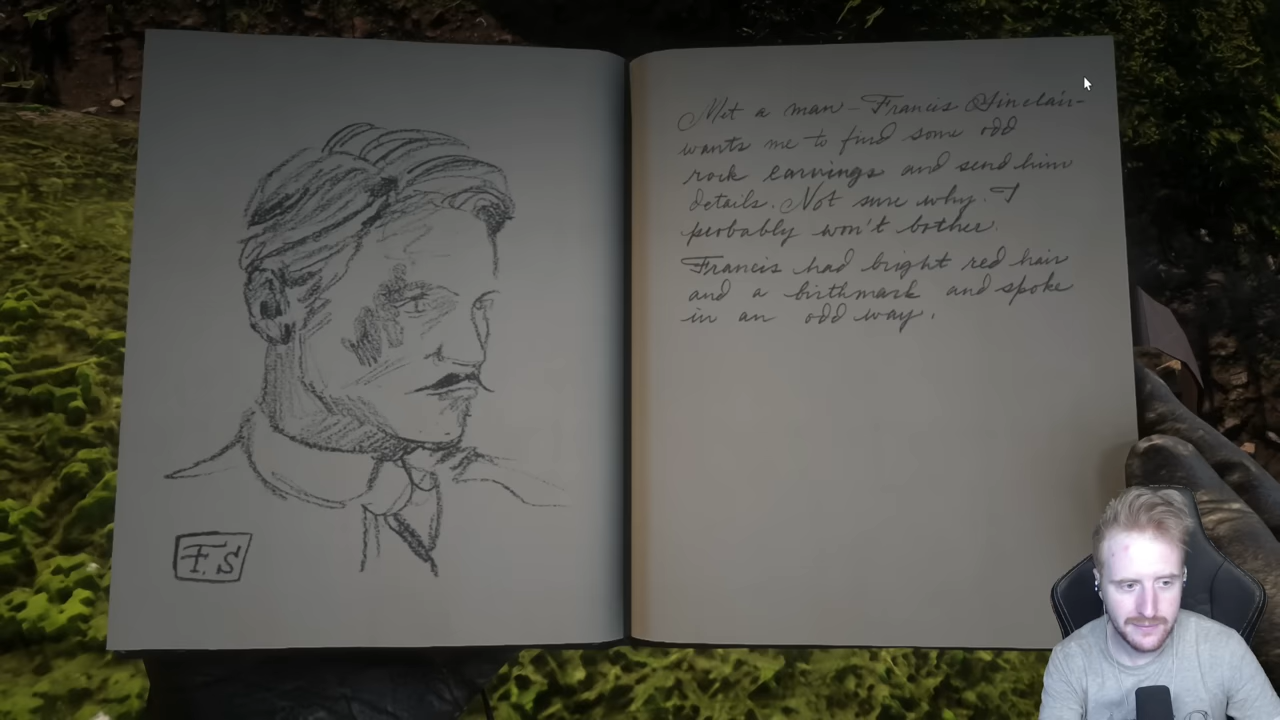 F.S
Met a man - Francis Sinclair -
wants me to find some odd
rock carvings and send him
details. Not sure why. I
probably won't bother.
Francis had bright red hair
and a birthmark and spoke
in an odd way.